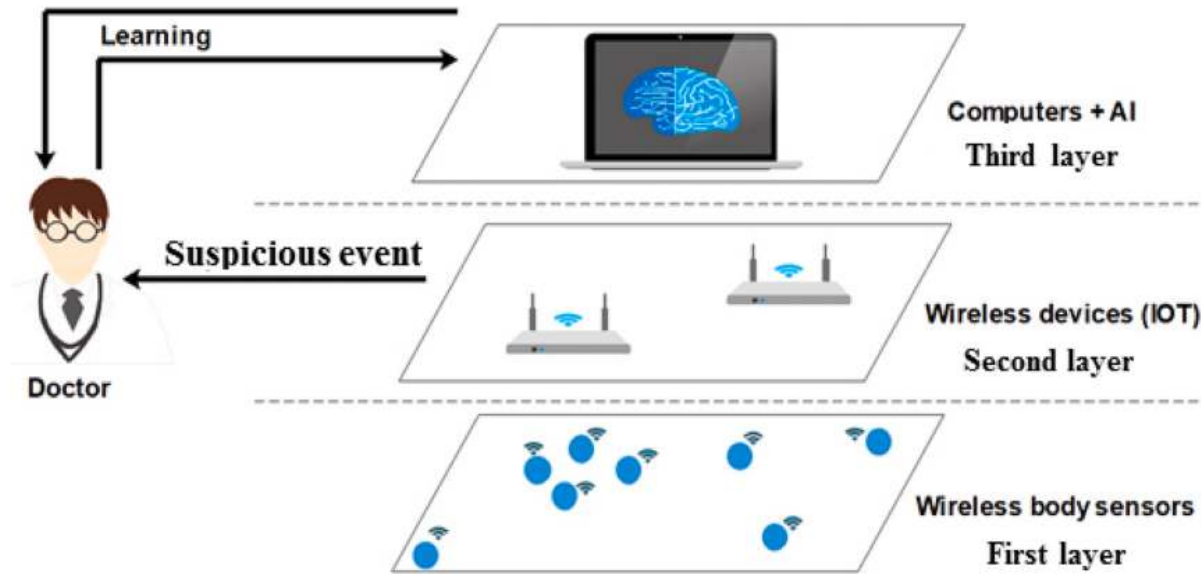 Learning
Computers + AI
Third layer
Suspicious event
Wireless devices (IOT)
Second layer
Doctor
Wireless body sensors
First layer